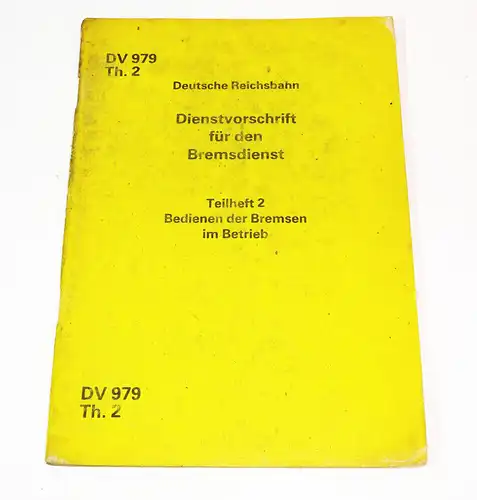 DV 979
Th. 2
Deutsche Reichsbahn
Dienstvorschrift
für den
Bremsdienst
Teilheft 2
Bedienen der Bremsen
im Betrieb
DV 979
Th. 2